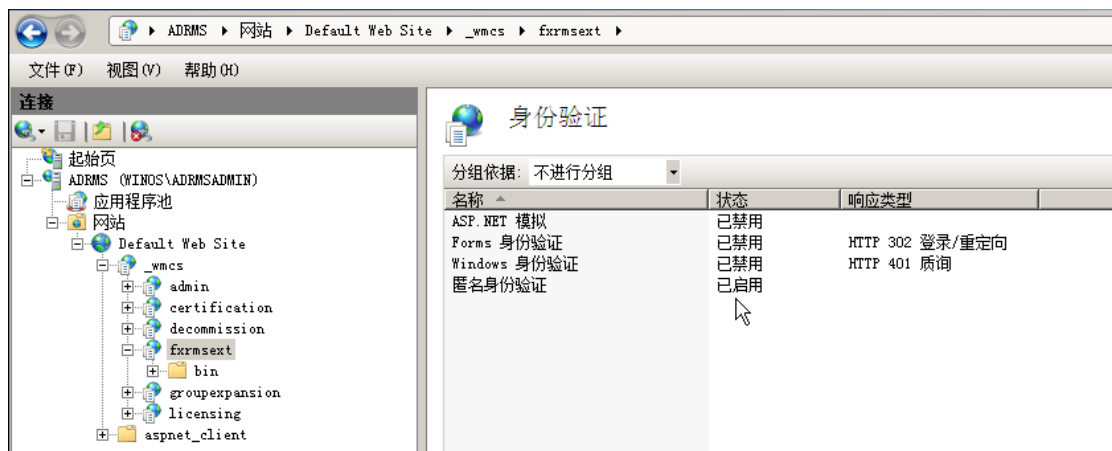 ADRMS 网站 Default Web Site _wmcs fxrmsext
文件(F) 视图(V) 帮助(H)
连接
起始页
ADRMS (WINOS\ADRMSADMIN)
应用程序池
网站
Default Web Site
_wmcs
admin
certification
decommission
fxrmsext
bin
groupexpansion
licensing
aspnet_client
身份验证
分组依据: 不进行分组
名称 状态 响应类型
ASP.NET 模拟 已禁用
Forms 身份验证 已禁用 HTTP 302 登录/重定向
Windows 身份验证 已禁用 HTTP 401 质询
匿名身份验证 已启用